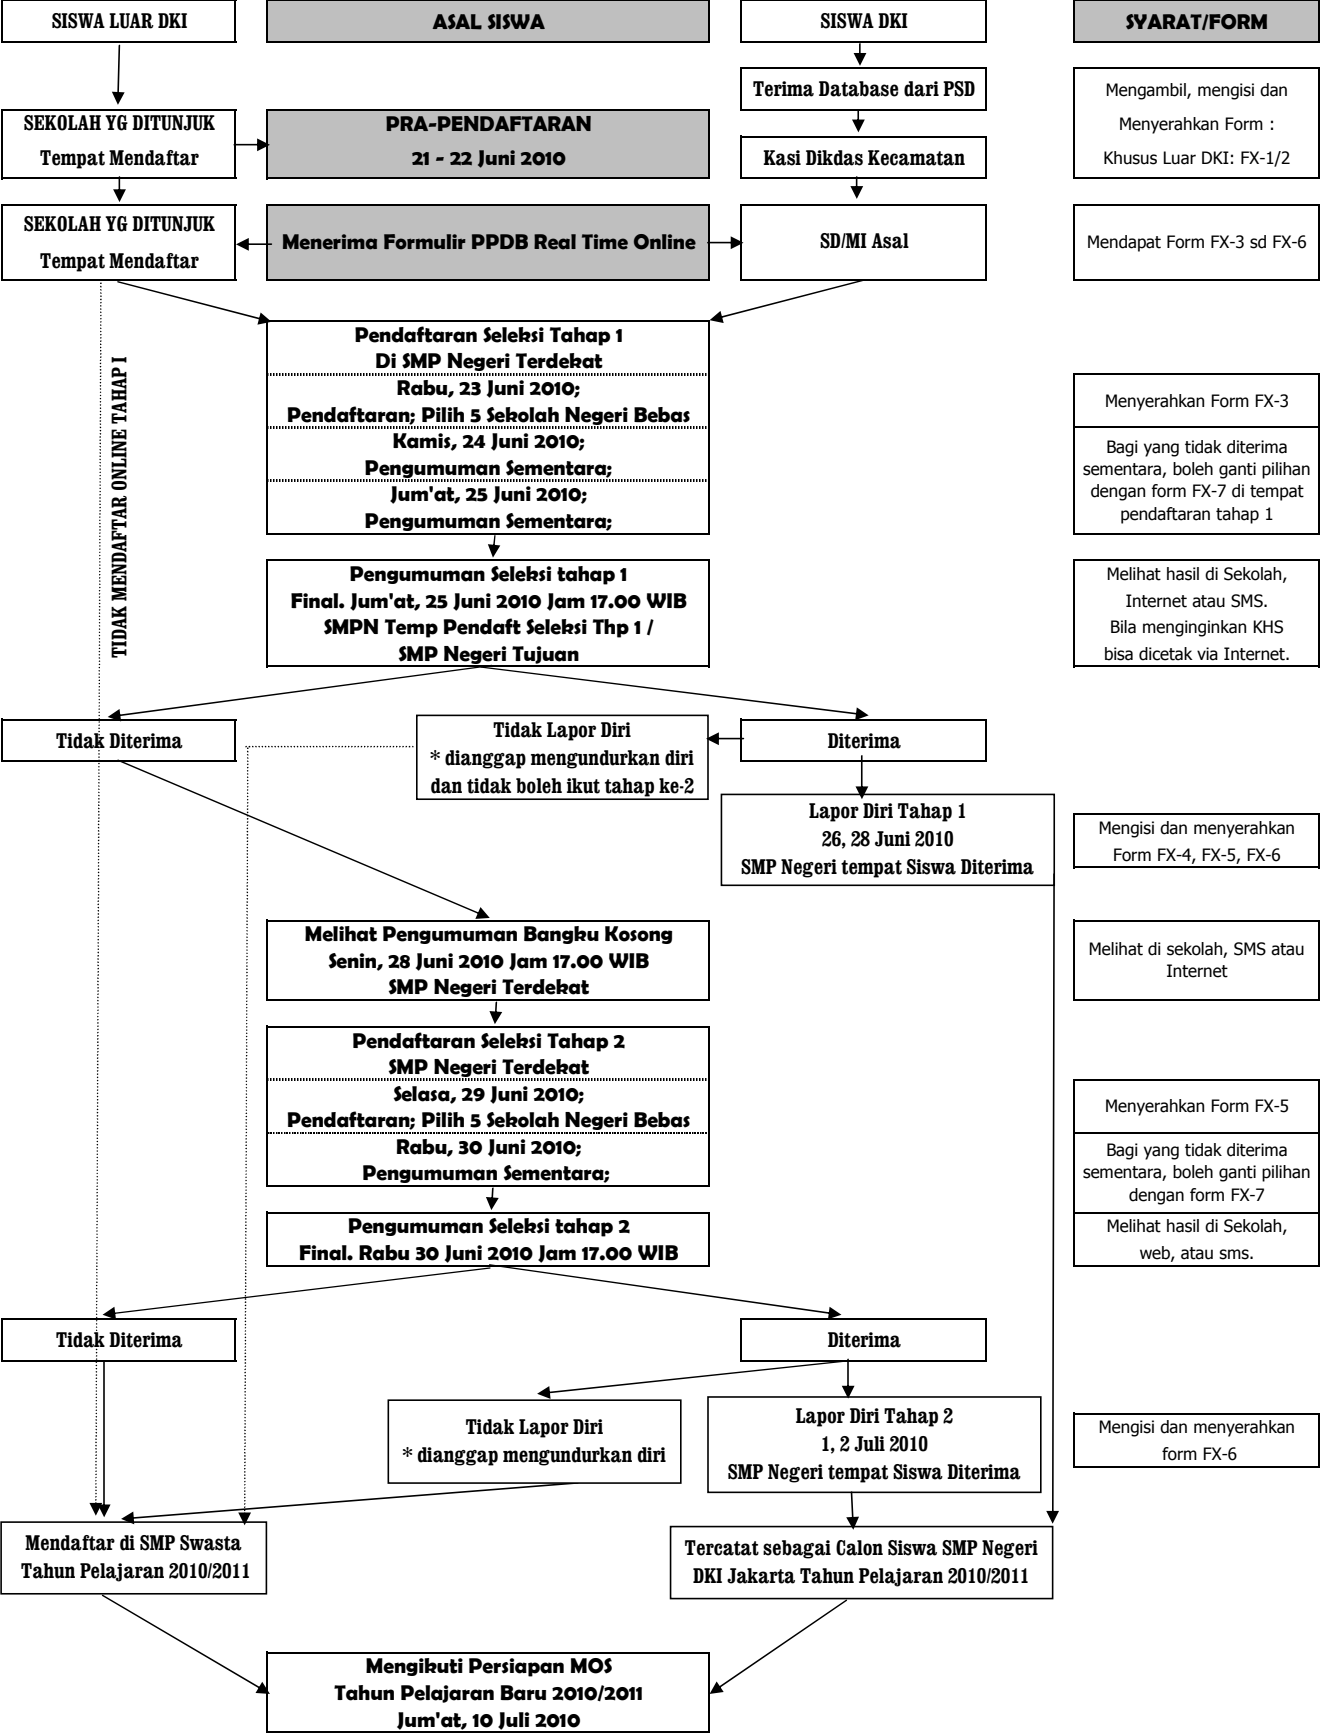 SISWA LUAR DKI
ASAL SISWA
SISWA DKI
SYARAT/FORM
Terima Database dari PSD
Mengambil, mengisi dan
Menyerahkan Form :
Khusus Luar DKI: FX-1/2
SEKOLAH YG DITUNJUK
Tempat Mendaftar
PRA-PENDAFTARAN
21 - 22 Juni 2010
Kasi Dikdas Kecamatan
SEKOLAH YG DITUNJUK
Tempat Mendaftar
Menerima Formulir PPDB Real Time Online
SD/MI Asal
Mendapat Form FX-3 sd FX-6
TIDAK MENDAFTAR ONLINE TAHAP I
Pendaftaran Seleksi Tahap 1
Di SMP Negeri Terdekat
Rabu, 23 Juni 2010;
Pendaftaran; Pilih 5 Sekolah Negeri Bebas
Kamis, 24 Juni 2010;
Pengumuman Sementara;
Jum'at, 25 Juni 2010;
Pengumuman Sementara;
Menyerahkan Form FX-3
Bagi yang tidak diterima
sementara, boleh ganti pilihan
dengan form FX-7 di tempat
pendaftaran tahap 1
Pengumuman Seleksi tahap 1
Final. Jum'at, 25 Juni 2010 Jam 17.00 WIB
SMPN Temp Pendaft Seleksi Thp 1 /
SMP Negeri Tujuan
Melihat hasil di Sekolah,
Internet atau SMS.
Bila menginginkan KHS
bisa dicetak via Internet.
Tidak Diterima
Tidak Lapor Diri
* dianggap mengundurkan diri
dan tidak boleh ikut tahap ke-2
Diterima
Lapor Diri Tahap 1
26, 28 Juni 2010
SMP Negeri tempat Siswa Diterima
Mengisi dan menyerahkan
Form FX-4, FX-5, FX-6
Melihat Pengumuman Bangku Kosong
Senin, 28 Juni 2010 Jam 17.00 WIB
SMP Negeri Terdekat
Melihat di sekolah, SMS atau
Internet
Pendaftaran Seleksi Tahap 2
SMP Negeri Terdekat
Selasa, 29 Juni 2010;
Pendaftaran; Pilih 5 Sekolah Negeri Bebas
Rabu, 30 Juni 2010;
Pengumuman Sementara;
Menyerahkan Form FX-5
Bagi yang tidak diterima
sementara, boleh ganti pilihan
dengan form FX-7
Pengumuman Seleksi tahap 2
Final. Rabu 30 Juni 2010 Jam 17.00 WIB
Melihat hasil di Sekolah,
web, atau sms.
Tidak Diterima
Diterima
Tidak Lapor Diri
* dianggap mengundurkan diri
Lapor Diri Tahap 2
1, 2 Juli 2010
SMP Negeri tempat Siswa Diterima
Mengisi dan menyerahkan
form FX-6
Mendaftar di SMP Swasta
Tahun Pelajaran 2010/2011
Tercatat sebagai Calon Siswa SMP Negeri
DKI Jakarta Tahun Pelajaran 2010/2011
Mengikuti Persiapan MOS
Tahun Pelajaran Baru 2010/2011
Jum'at, 10 Juli 2010